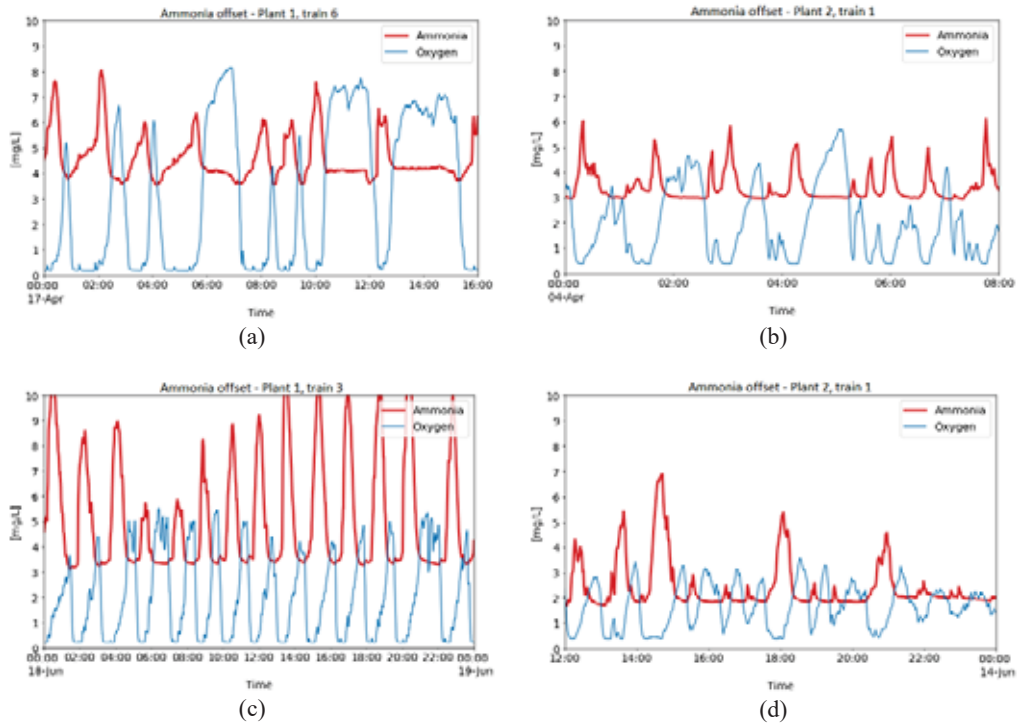 Ammonia offset - Plant 1, train 6
10
9
8
7
6
5
4
3
2
1
0
[mg/L]
Ammonia
Oxygen
00:00 02:00 04:00 06:00 08:00 10:00 12:00 14:00 16:00
17-Apr
Time
(a)
Ammonia offset - Plant 2, train 1
10
9
8
7
6
5
4
3
2
1
0
[mg/L]
Ammonia
Oxygen
00:00 02:00 04:00 06:00 08:00
04-Apr
Time
(b)
Ammonia offset - Plant 1, train 3
10
9
8
7
6
5
4
3
2
1
0
[mg/L]
Ammonia
Oxygen
00:00 02:00 04:00 06:00 08:00 10:00 12:00 14:00 16:00 18:00 20:00 22:00 00:00
18-Jun 19-Jun
Time
(c)
Ammonia offset - Plant 2, train 1
10
9
8
7
6
5
4
3
2
1
0
[mg/L]
Ammonia
Oxygen
12:00 14:00 16:00 18:00 20:00 22:00 00:00
14-Jun
Time
(d)